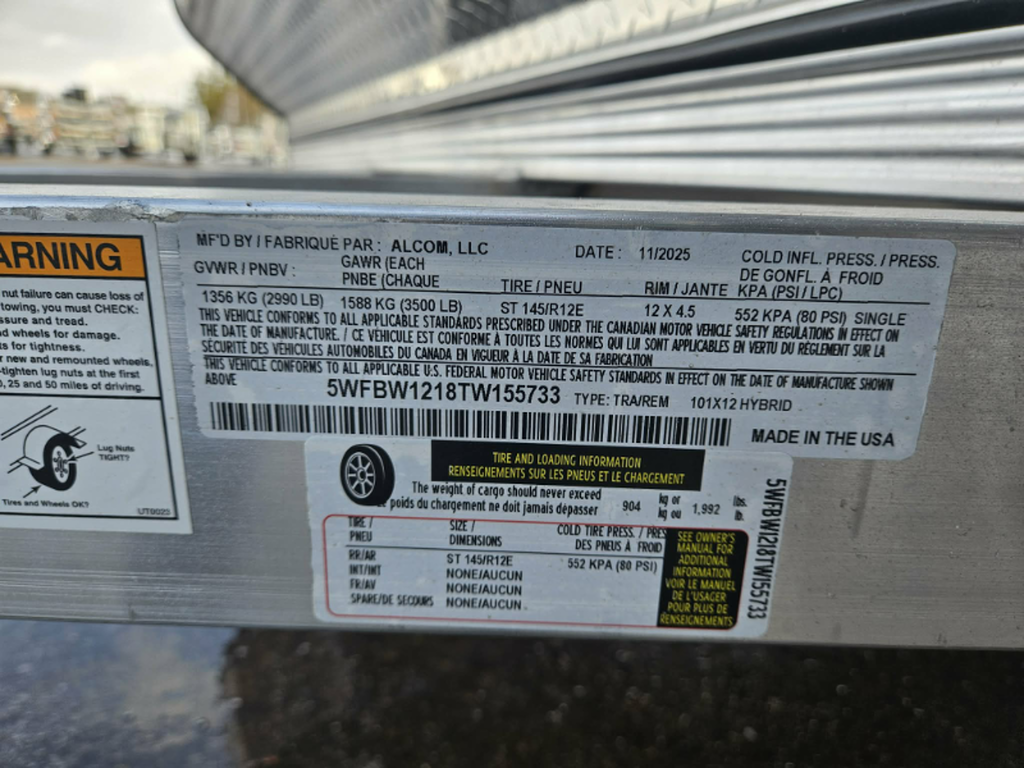 ARNING
nut failure can cause loss of
towing, you must CHECK:
sure and tread.
d wheels for damage.
s for tightness.
r new and remounted wheels,
-tighten lug nuts at the first
, 25 and 50 miles of driving.
Lug Nuts
TIGHT?
Tires and Wheels OK?
UT0023
MF'D BY / FABRIQUÉ PAR : ALCOM, LLC DATE : 11/2025 COLD INFL. PRESS. / PRESS.
GVWR / PNBV : GAWR (EACH DE GONFL. À FROID
PNBE (CHAQUE TIRE / PNEU RIM / JANTE KPA (PSI / LPC)
1356 KG (2990 LB) 1588 KG (3500 LB) ST 145/R12E 12 X 4.5 552 KPA (80 PSI) SINGLE
THIS VEHICLE CONFORMS TO ALL APPLICABLE STANDARDS PRESCRIBED UNDER THE CANADIAN MOTOR VEHICLE SAFETY REGULATIONS IN EFFECT ON
THE DATE OF MANUFACTURE. / CE VÉHICULE EST CONFORME À TOUTES LES NORMES QUI LUI SONT APPLICABLES EN VERTU DU RÈGLEMENT SUR LA
SÉCURITÉ DES VÉHICULES AUTOMOBILES DU CANADA EN VIGUEUR À LA DATE DE SA FABRICATION
THIS VEHICLE CONFORMS TO ALL APPLICABLE U.S. FEDERAL MOTOR VEHICLE SAFETY STANDARDS IN EFFECT ON THE DATE OF MANUFACTURE SHOWN
ABOVE 5WFBW1218TW155733 TYPE: TRA/REM 101X12 HYBRID
MADE IN THE USA
TIRE AND LOADING INFORMATION
RENSEIGNEMENTS SUR LES PNEUS ET LE CHARGEMENT
The weight of cargo should never exceed 904 kg or 1,992 lbs.
e poids du chargement ne doit jamais depasser kg ou lb.
TIRE / SIZE / COLD TIRE PRESS. / PRES
PNEU DIMENSIONS DES PNEUS À FROID
RR/AR ST 145/R12E 552 KPA (80 PSI)
INT/INT NONE/AUCUN
FR/AV NONE/AUCUN
SPARE/DE SECOURS NONE/AUCUN
SEE OWNER'S
MANUAL FOR
ADDITIONAL
INFORMATION
VOIR LE MANUEL
DE L'USAGER
POUR PLUS DE
RENSEIGNEMENTS
5WFBW1218TW155733